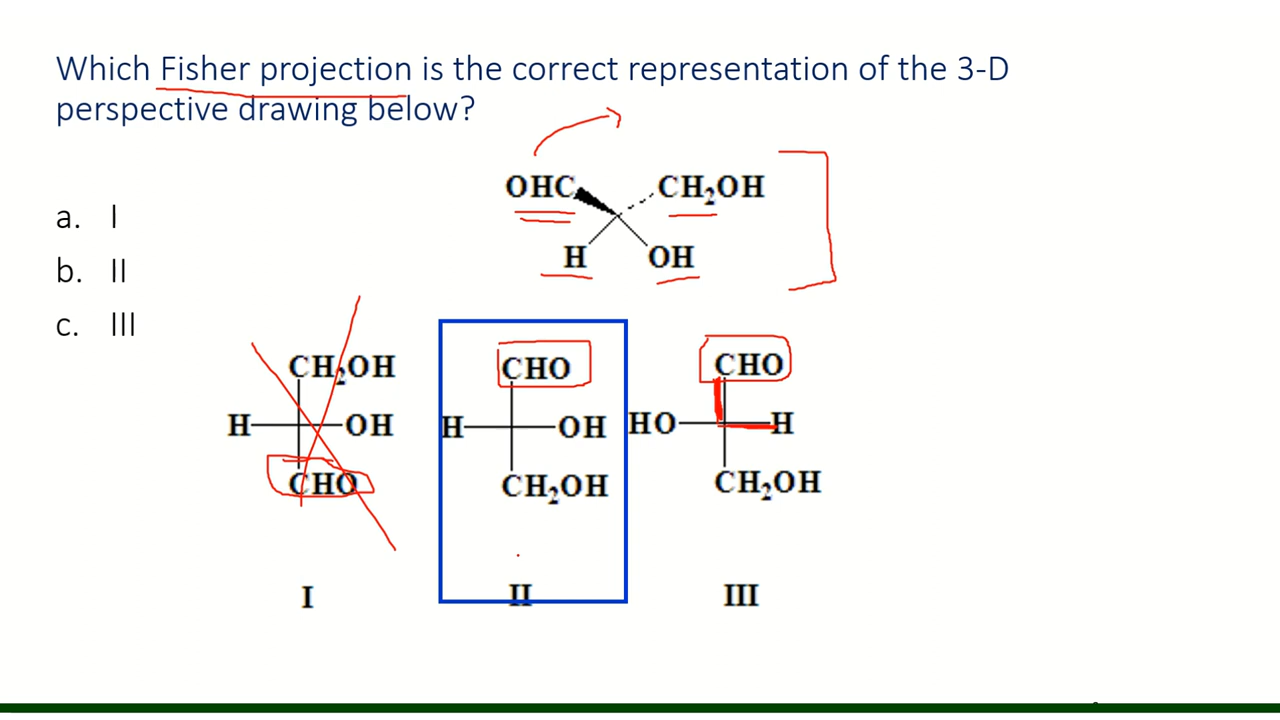 Which Fisher projection is the correct representation of the 3-D
perspective drawing below?
OHC CH₂OH
H OH
a. I
b. II
c. III
CH₂OH CHO CHO
H OH H OH HO H
CHO CH₂OH CH₂OH
I II III